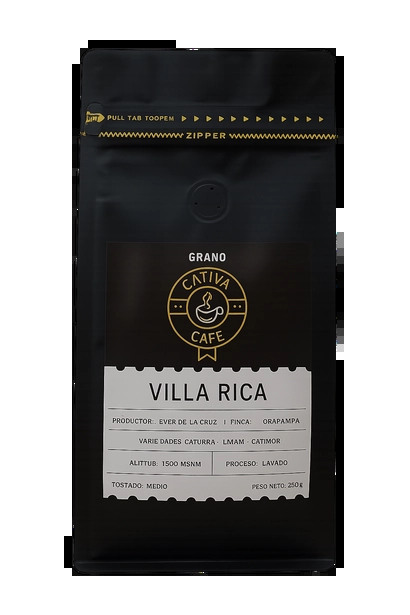 PULL TAB TOOPEM
ZIPPER
GRANO
CATIVA
CAFE
VILLA RICA
PRODUCTOR:. EVER DE LA CRUZ | FINCA: ORAPAMPA
VARIE DADES CATURRA · LMAM · CATIMOR
ALITTUB: 1500 MSNM
PROCESO: LAVADO
TOSTADO: MEDIO
PESO NETO, 250g